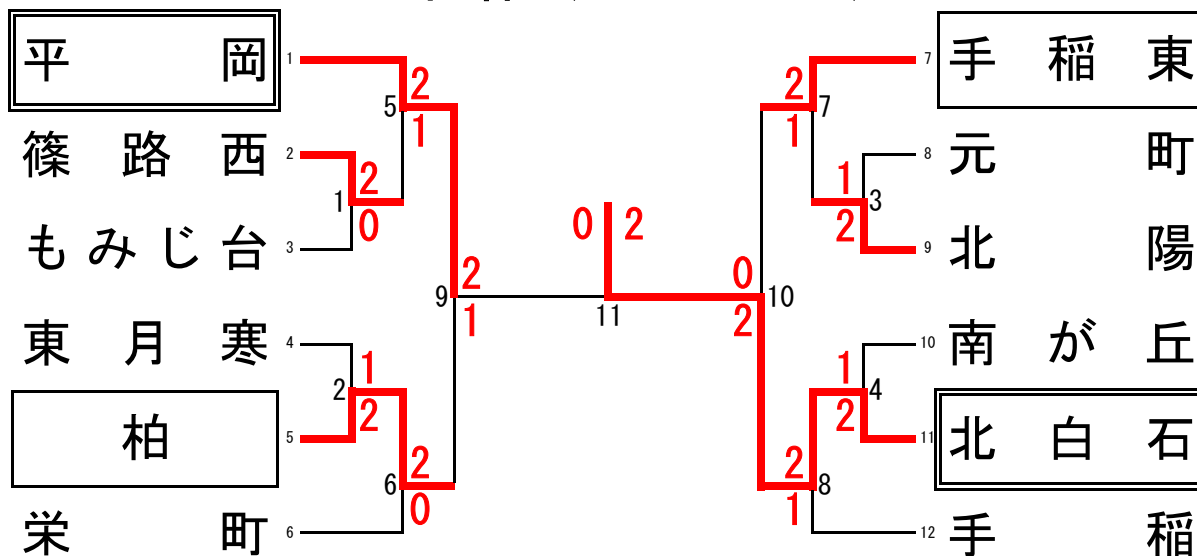 平岡 1
篠路西 2
もみじ台 3
東月寒 4
柏 5
栄町 6
5 2 1
1 2 0
9 2 1
2 1 2
6 2 0
0 2
11
7 手稲東
8 元町
9 北陽
10 南が丘
11 北白石
12 手稲
2 1 7
1 2 3
0 2 10
1 2 4
2 1 8